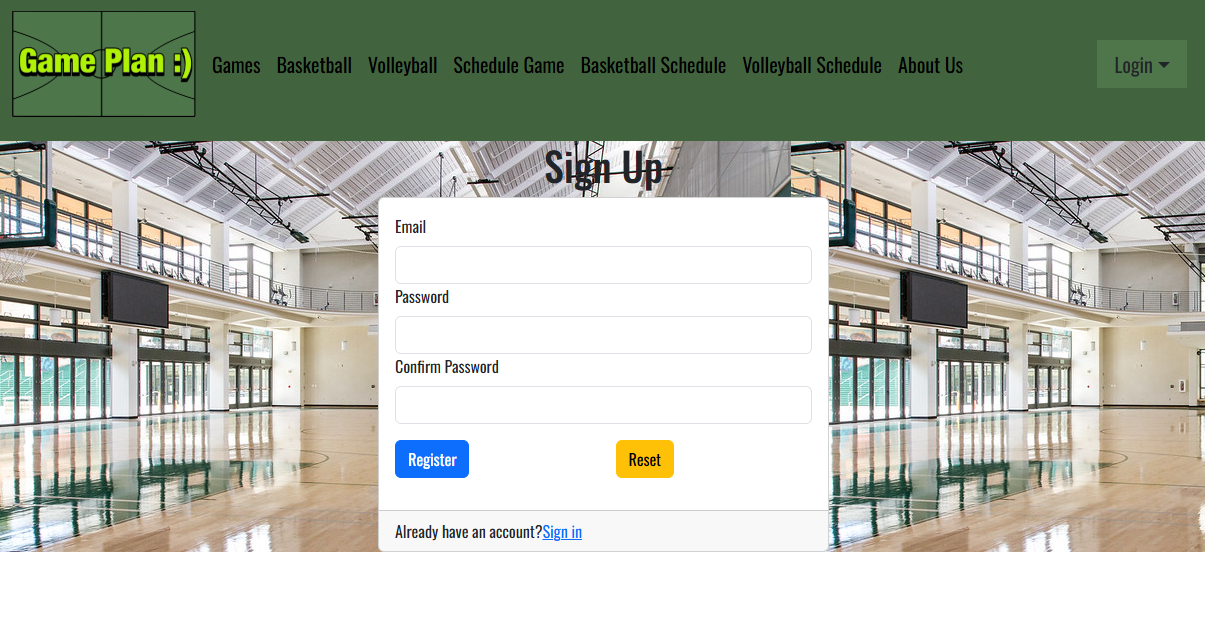 Game Plan :)
Games Basketball Volleyball Schedule Game Basketball Schedule Volleyball Schedule About Us Login
Sign Up
Email
Password
Confirm Password
Register Reset
Already have an account?Sign in